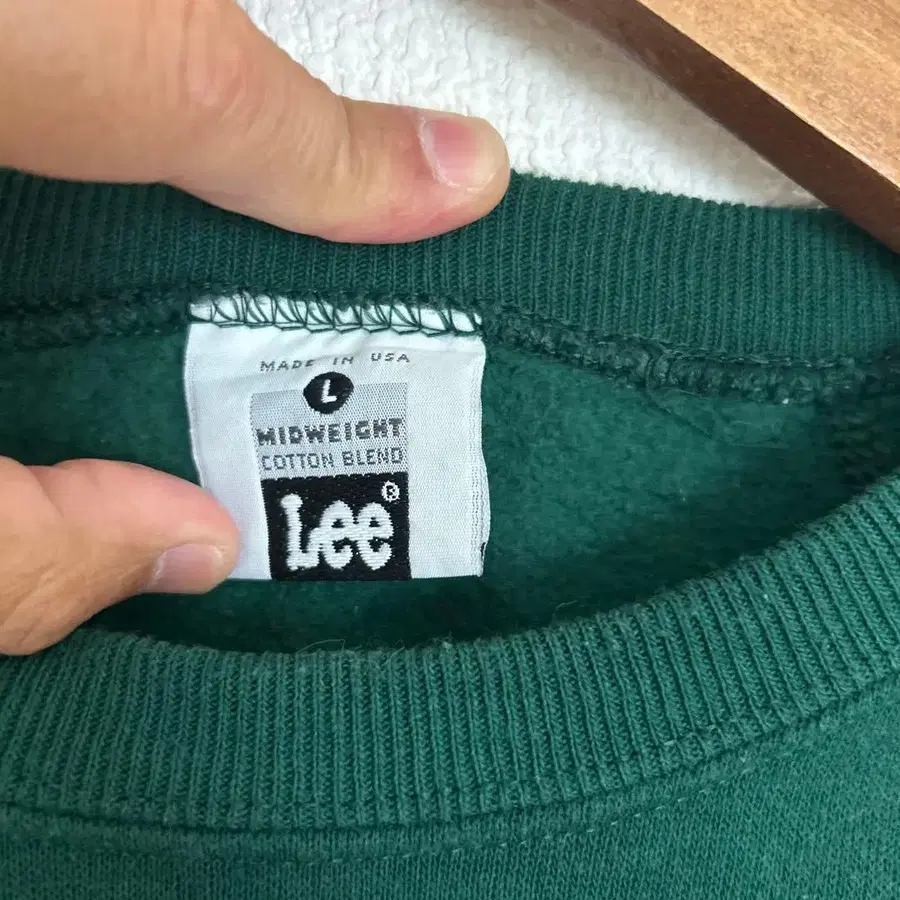 MADE IN USA
L
MIDWEIGHT
COTTON BLEND
Lee®